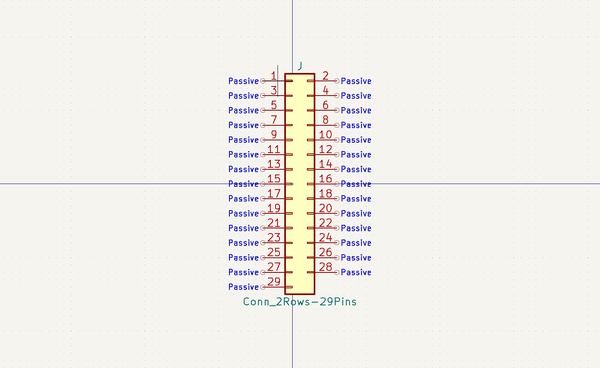 J
Passive 1 2 Passive
Passive 3 4 Passive
Passive 5 6 Passive
Passive 7 8 Passive
Passive 9 10 Passive
Passive 11 12 Passive
Passive 13 14 Passive
Passive 15 16 Passive
Passive 17 18 Passive
Passive 19 20 Passive
Passive 21 22 Passive
Passive 23 24 Passive
Passive 25 26 Passive
Passive 27 28 Passive
Passive 29
Conn_2Rows-29Pins